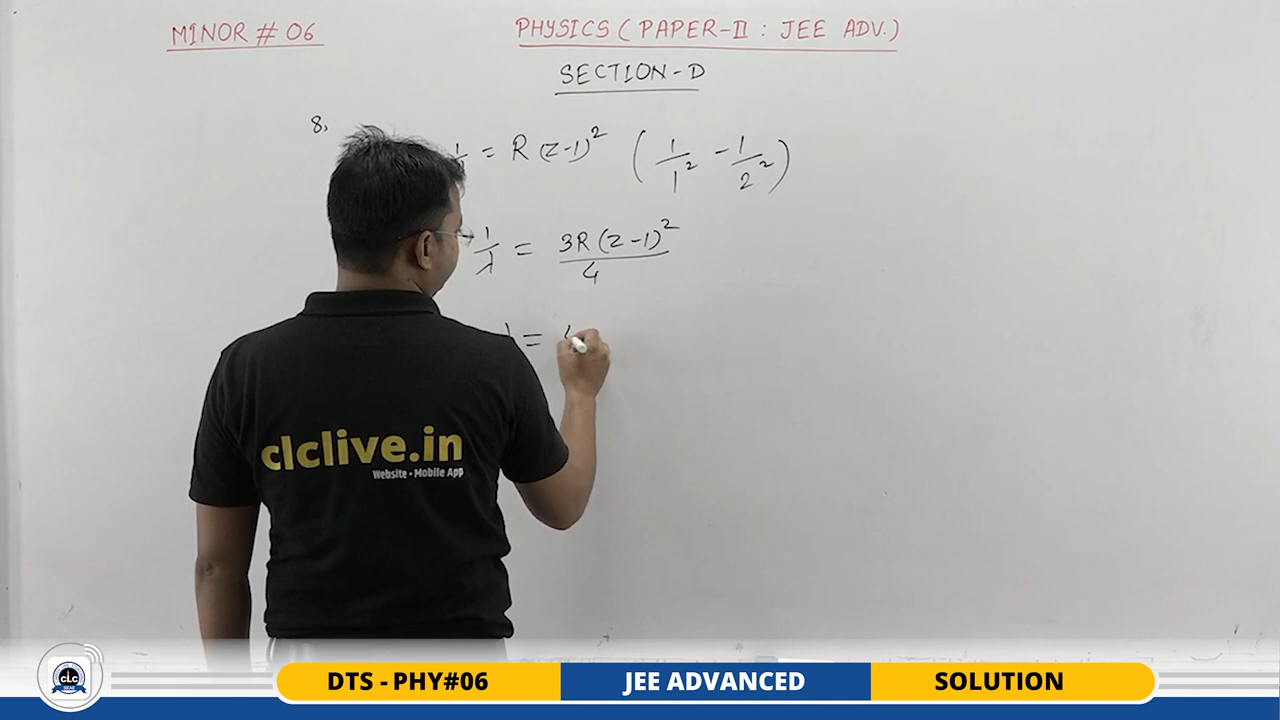 MINOR # 06
PHYSICS ( PAPER-II : JEE ADV.)
SECTION-D
8,
= R (z-1)² ( 1/1² - 1/2² )
1/λ = 3R (z-1)² / 4
λ =
clclive.in
Website • Mobile App
CLC
DTS - PHY#06
JEE ADVANCED
SOLUTION